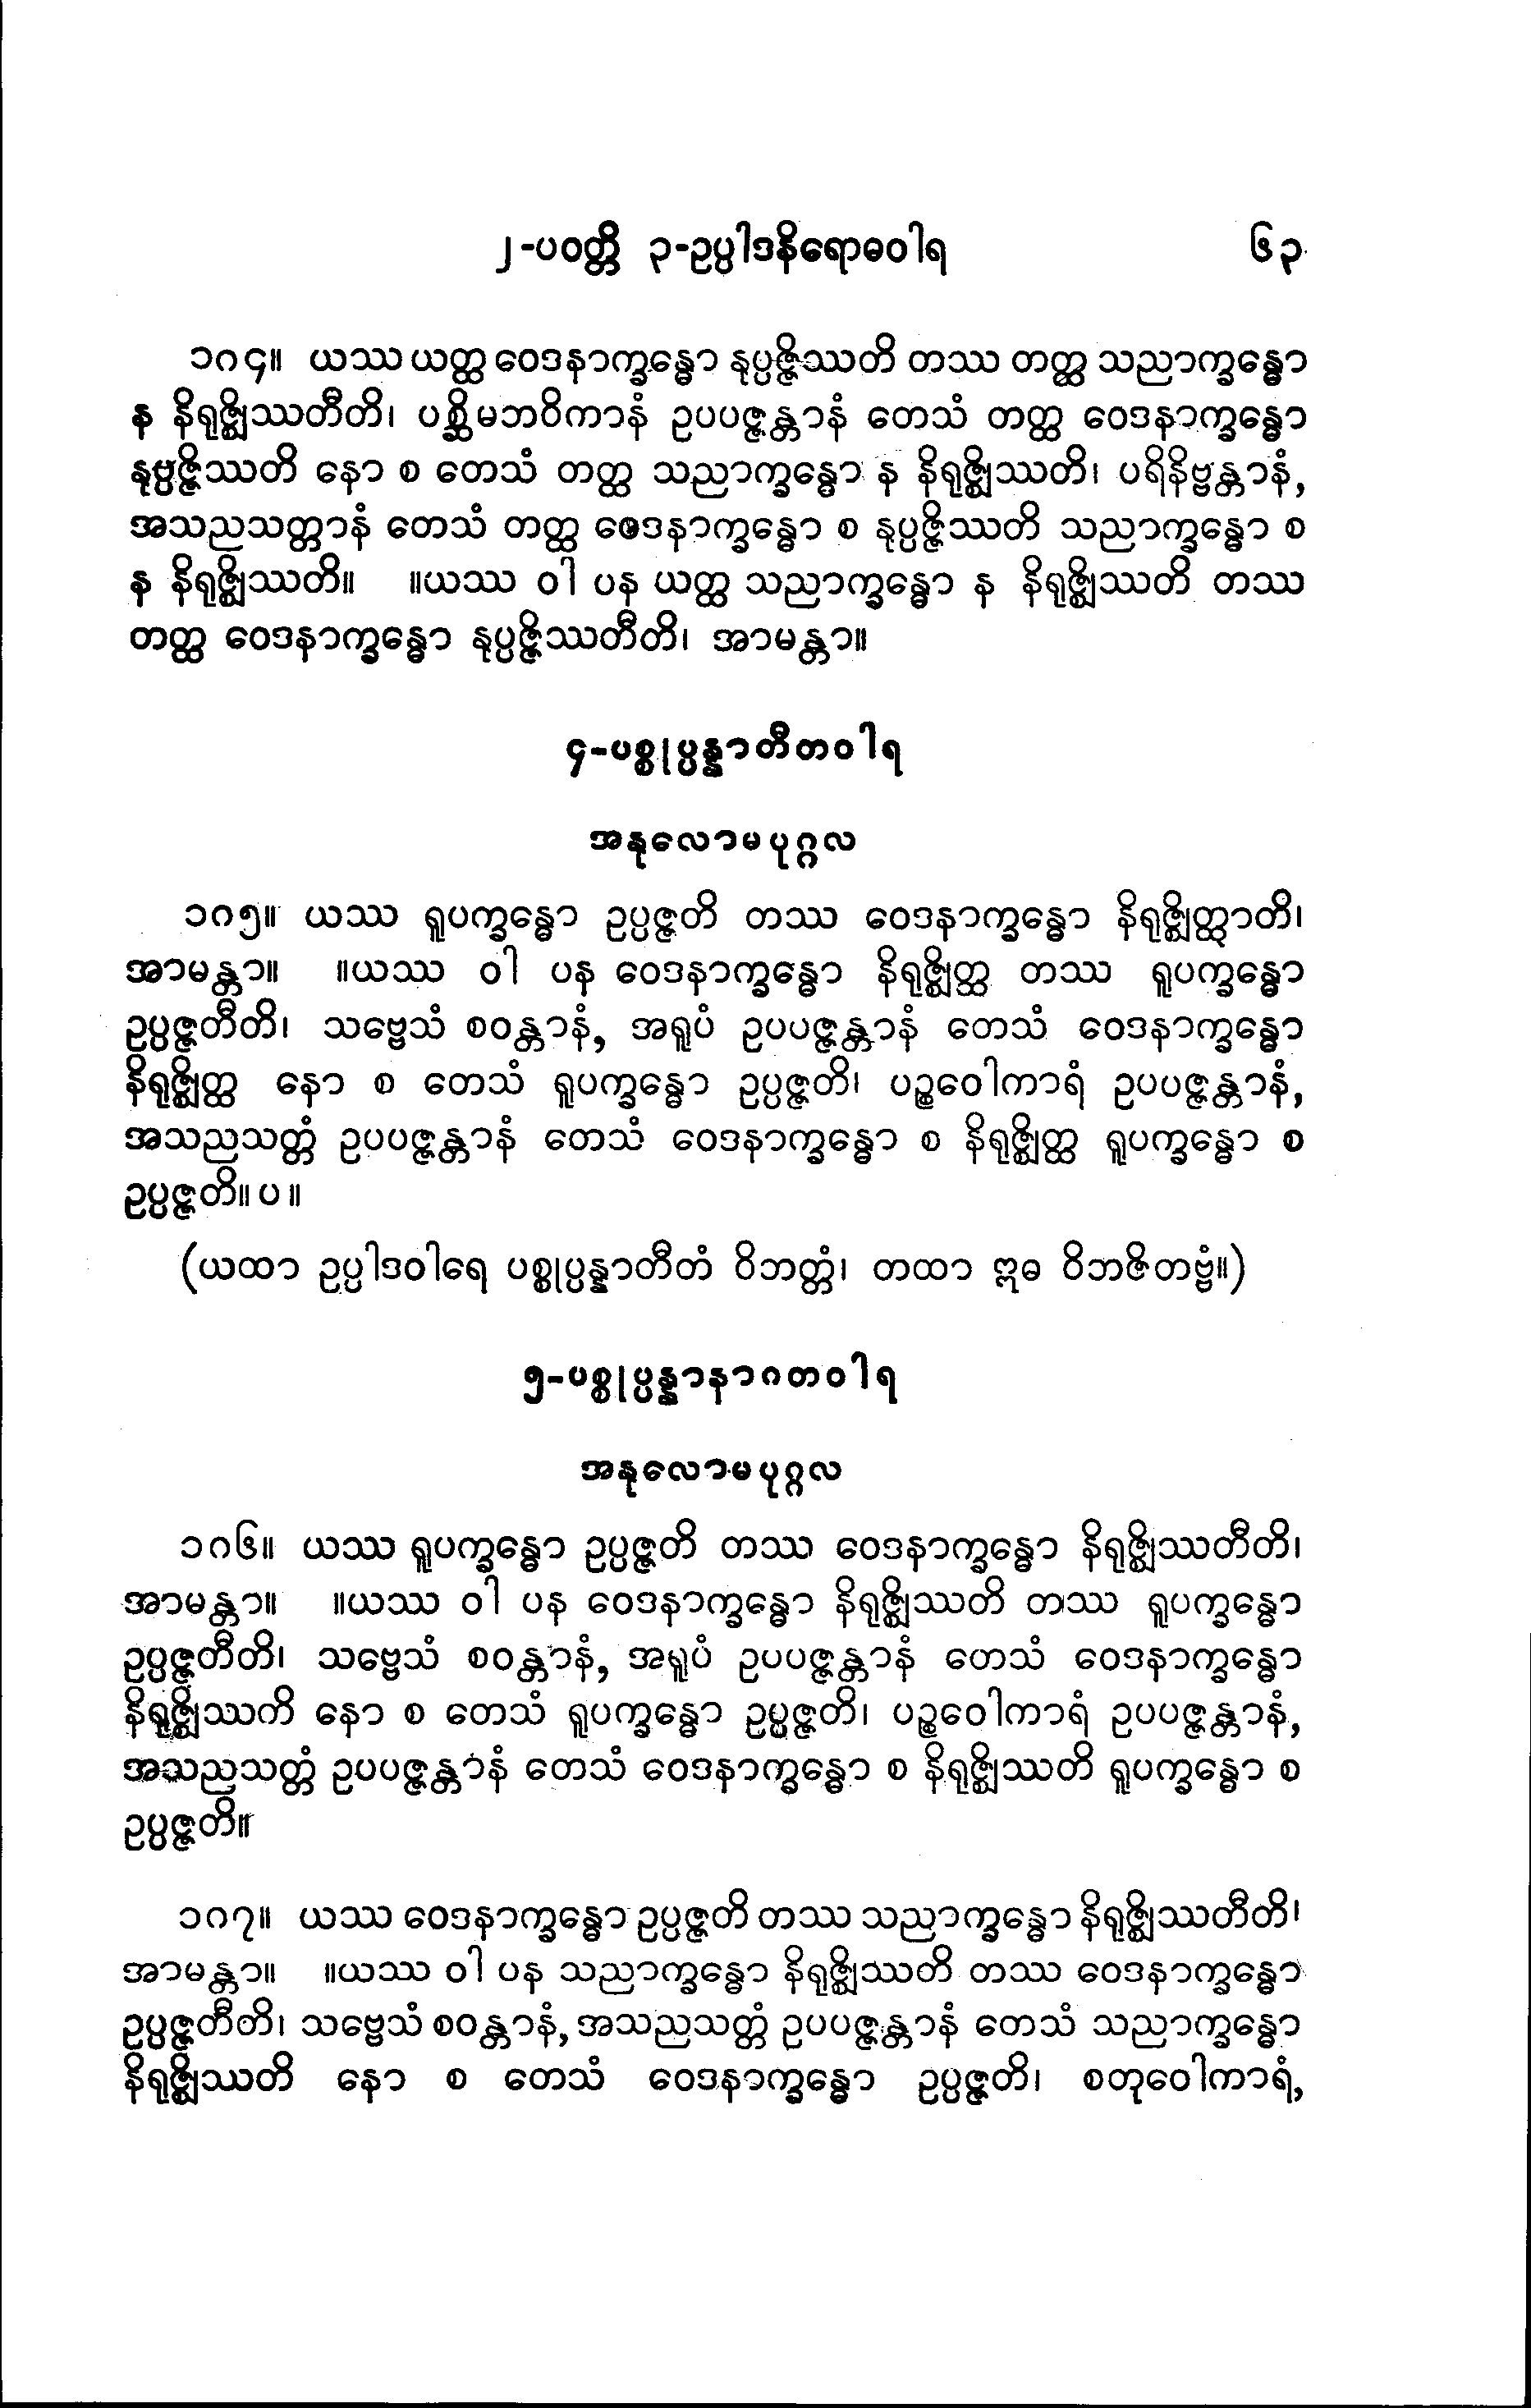 ၂-ပဝတ္တိ ၃-ဥပ္ပါဒနိရောဓဝါရ ၆၃
၁၈၄။ ယဿ ယတ္ထ ဝေဒနာက္ခန္ဓော နုပ္ပဇ္ဇိဿတိ တဿ တတ္ထ သညာက္ခန္ဓော
န နိရုဇ္ဈိဿတီတိ၊ ပစ္ဆိမဘဝိကာနံ ဥပပဇ္ဇန္တာနံ တေသံ တတ္ထ ဝေဒနာက္ခန္ဓော
နုပ္ပဇ္ဇိဿတိ နော စ တေသံ တတ္ထ သညာက္ခန္ဓော န နိရုဇ္ဈိဿတိ၊ ပရိနိဗ္ဗန္တာနံ,
အသညသတ္တာနံ တေသံ တတ္ထ ဝေဒနာက္ခန္ဓော စ နုပ္ပဇ္ဇိဿတိ သညာက္ခန္ဓော စ
န နိရုဇ္ဈိဿတိ။ ။ယဿ ဝါ ပန ယတ္ထ သညာက္ခန္ဓော န နိရုဇ္ဈိဿတိ တဿ
တတ္ထ ဝေဒနာက္ခန္ဓော နုပ္ပဇ္ဇိဿတီတိ၊ အာမန္တာ။
၄-ပစ္စုပ္ပန္နာတီတဝါရ
အနုလောမပုဂ္ဂလ
၁၈၅။ ယဿ ရူပက္ခန္ဓော ဥပ္ပဇ္ဇတိ တဿ ဝေဒနာက္ခန္ဓော နိရုဇ္ဈိတ္ထာတိ၊
အာမန္တာ။ ။ယဿ ဝါ ပန ဝေဒနာက္ခန္ဓော နိရုဇ္ဈိတ္ထ တဿ ရူပက္ခန္ဓော
ဥပ္ပဇ္ဇတီတိ၊ သဗ္ဗေသံ စဝန္တာနံ, အရူပံ ဥပပဇ္ဇန္တာနံ တေသံ ဝေဒနာက္ခန္ဓော
နိရုဇ္ဈိတ္ထ နော စ တေသံ ရူပက္ခန္ဓော ဥပ္ပဇ္ဇတိ၊ ပဉ္စဝေါကာရံ ဥပပဇ္ဇန္တာနံ,
အသညသတ္တံ ဥပပဇ္ဇန္တာနံ တေသံ ဝေဒနာက္ခန္ဓော စ နိရုဇ္ဈိတ္ထ ရူပက္ခန္ဓော စ
ဥပ္ပဇ္ဇတိ။ ပ ။
(ယထာ ဥပ္ပါဒဝါရေ ပစ္စုပ္ပန္နာတီတံ ဝိဘတ္တံ၊ တထာ ဣဓ ဝိဘဇိတဗ္ဗံ။)
၅-ပစ္စုပ္ပန္နာနာဂတဝါရ
အနုလောမပုဂ္ဂလ
၁၈၆။ ယဿ ရူပက္ခန္ဓော ဥပ္ပဇ္ဇတိ တဿ ဝေဒနာက္ခန္ဓော နိရုဇ္ဈိဿတီတိ၊
အာမန္တာ။ ။ယဿ ဝါ ပန ဝေဒနာက္ခန္ဓော နိရုဇ္ဈိဿတိ တဿ ရူပက္ခန္ဓော
ဥပ္ပဇ္ဇတီတိ၊ သဗ္ဗေသံ စဝန္တာနံ, အရူပံ ဥပပဇ္ဇန္တာနံ တေသံ ဝေဒနာက္ခန္ဓော
နိရုဇ္ဈိဿတိ နော စ တေသံ ရူပက္ခန္ဓော ဥပ္ပဇ္ဇတိ၊ ပဉ္စဝေါကာရံ ဥပပဇ္ဇန္တာနံ,
အသညသတ္တံ ဥပပဇ္ဇန္တာနံ တေသံ ဝေဒနာက္ခန္ဓော စ နိရုဇ္ဈိဿတိ ရူပက္ခန္ဓော စ
ဥပ္ပဇ္ဇတိ။
၁၈၇။ ယဿ ဝေဒနာက္ခန္ဓော ဥပ္ပဇ္ဇတိ တဿ သညာက္ခန္ဓော နိရုဇ္ဈိဿတီတိ၊
အာမန္တာ။ ။ယဿ ဝါ ပန သညာက္ခန္ဓော နိရုဇ္ဈိဿတိ တဿ ဝေဒနာက္ခန္ဓော
ဥပ္ပဇ္ဇတီတိ၊ သဗ္ဗေသံ စဝန္တာနံ, အသညသတ္တံ ဥပပဇ္ဇန္တာနံ တေသံ သညာက္ခန္ဓော
နိရုဇ္ဈိဿတိ နော စ တေသံ ဝေဒနာက္ခန္ဓော ဥပ္ပဇ္ဇတိ၊ စတုဝေါကာရံ,